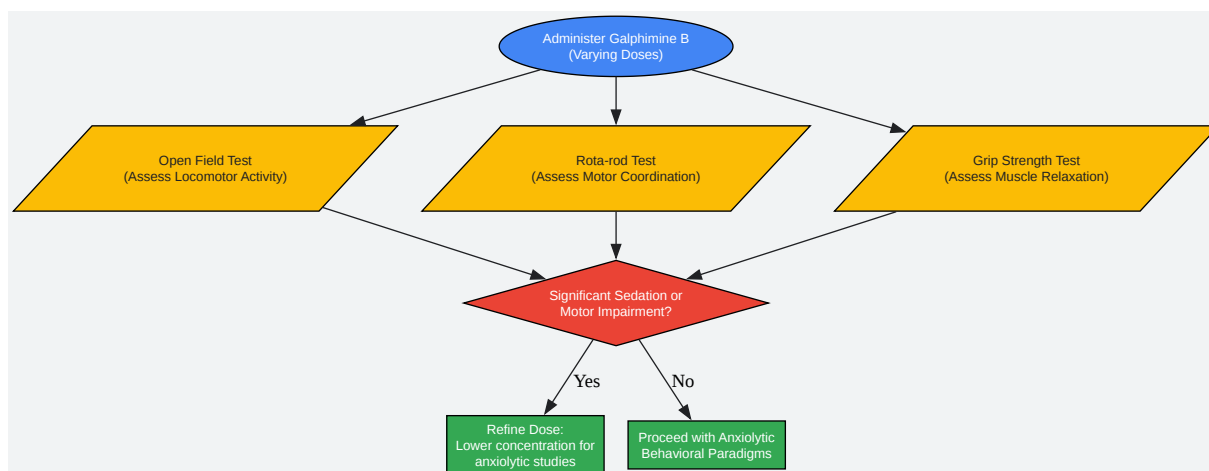 Administer Galphimine B
(Varying Doses)
Open Field Test
(Assess Locomotor Activity)
Rota-rod Test
(Assess Motor Coordination)
Grip Strength Test
(Assess Muscle Relaxation)
Significant Sedation or
Motor Impairment?
Yes
No
Refine Dose:
Lower concentration for
anxiolytic studies
Proceed with Anxiolytic
Behavioral Paradigms